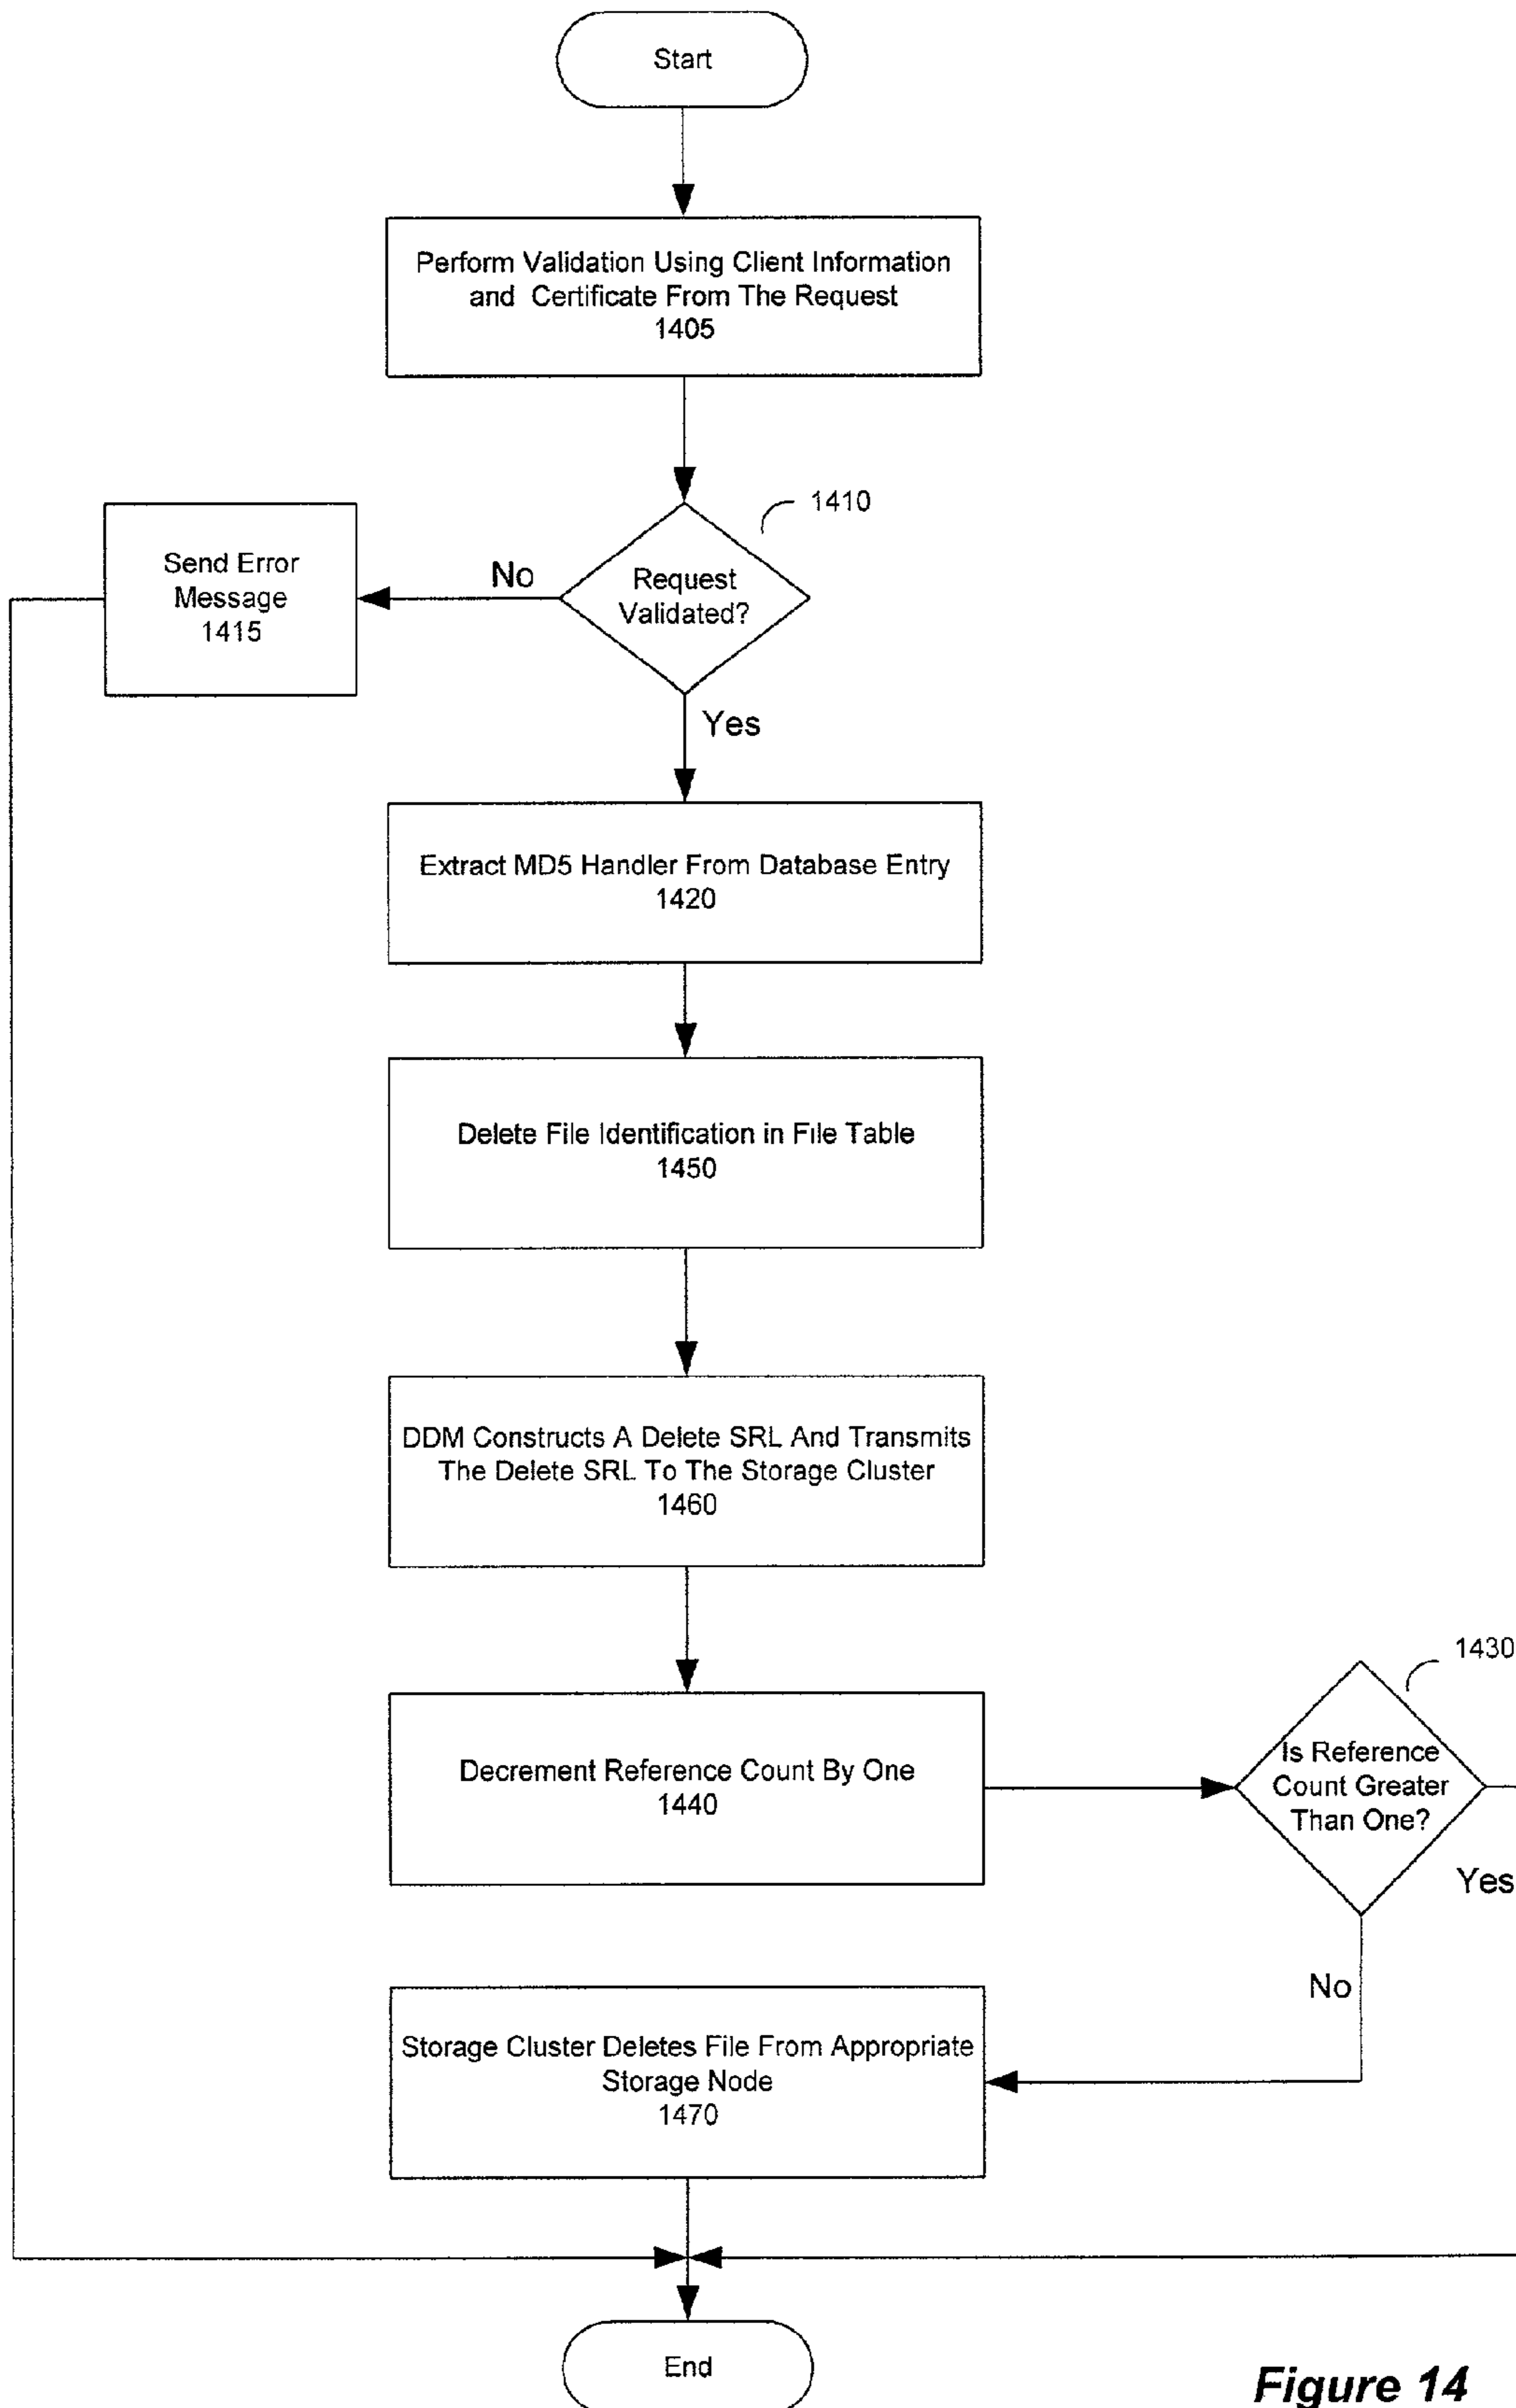 Start
Perform Validation Using Client Information
and Certificate From The Request
1405
1410
Request
Validated?
No
Send Error
Message
1415
Yes
Extract MD5 Handler From Database Entry
1420
Delete File Identification in File Table
1450
DDM Constructs A Delete SRL And Transmits
The Delete SRL To The Storage Cluster
1460
Decrement Reference Count By One
1440
1430
Is Reference
Count Greater
Than One?
Yes
No
Storage Cluster Deletes File From Appropriate
Storage Node
1470
End
Figure 14